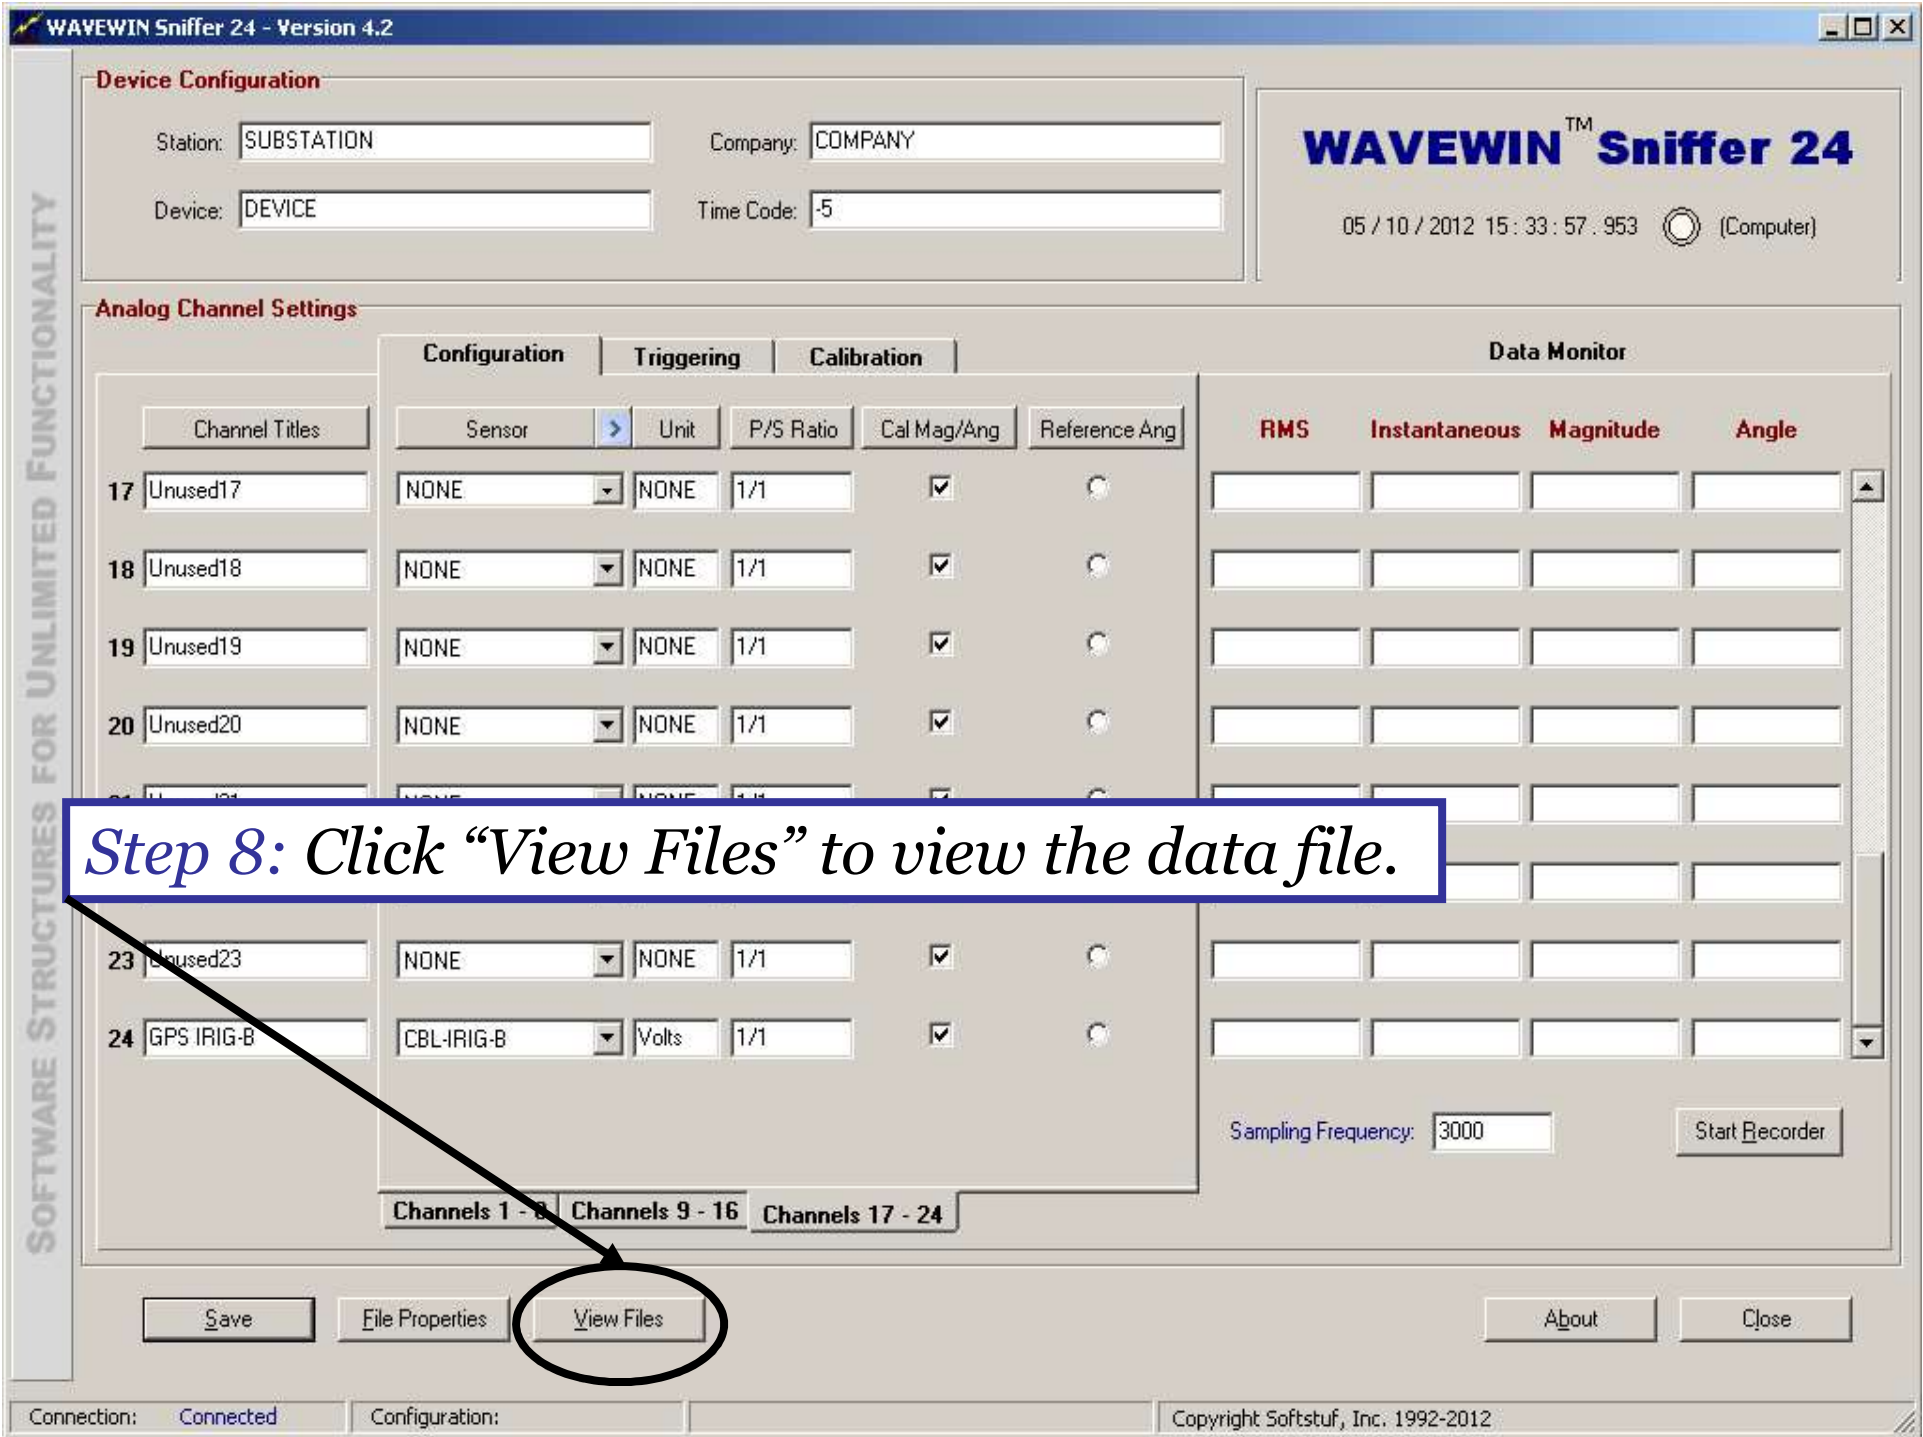 WAVEWIN Sniffer 24 - Version 4.2
SOFTWARE STRUCTURES FOR UNLIMITED FUNCTIONALITY
Device Configuration
Station: SUBSTATION Company: COMPANY
Device: DEVICE Time Code: -5
WAVEWIN™ Sniffer 24
05 / 10 / 2012 15 : 33 : 57 . 953 (Computer)
Analog Channel Settings
Configuration Triggering Calibration Data Monitor
Channel Titles Sensor > Unit P/S Ratio Cal Mag/Ang Reference Ang RMS Instantaneous Magnitude Angle
17 Unused17 NONE NONE 1/1
18 Unused18 NONE NONE 1/1
19 Unused19 NONE NONE 1/1
20 Unused20 NONE NONE 1/1
Step 8: Click “View Files” to view the data file.
23 Unused23 NONE NONE 1/1
24 GPS IRIG-B CBL-IRIG-B Volts 1/1
Sampling Frequency: 3000 Start Recorder
Channels 1 - 8 Channels 9 - 16 Channels 17 - 24
Save File Properties View Files About Close
Connection: Connected Configuration: Copyright Softstuf, Inc. 1992-2012